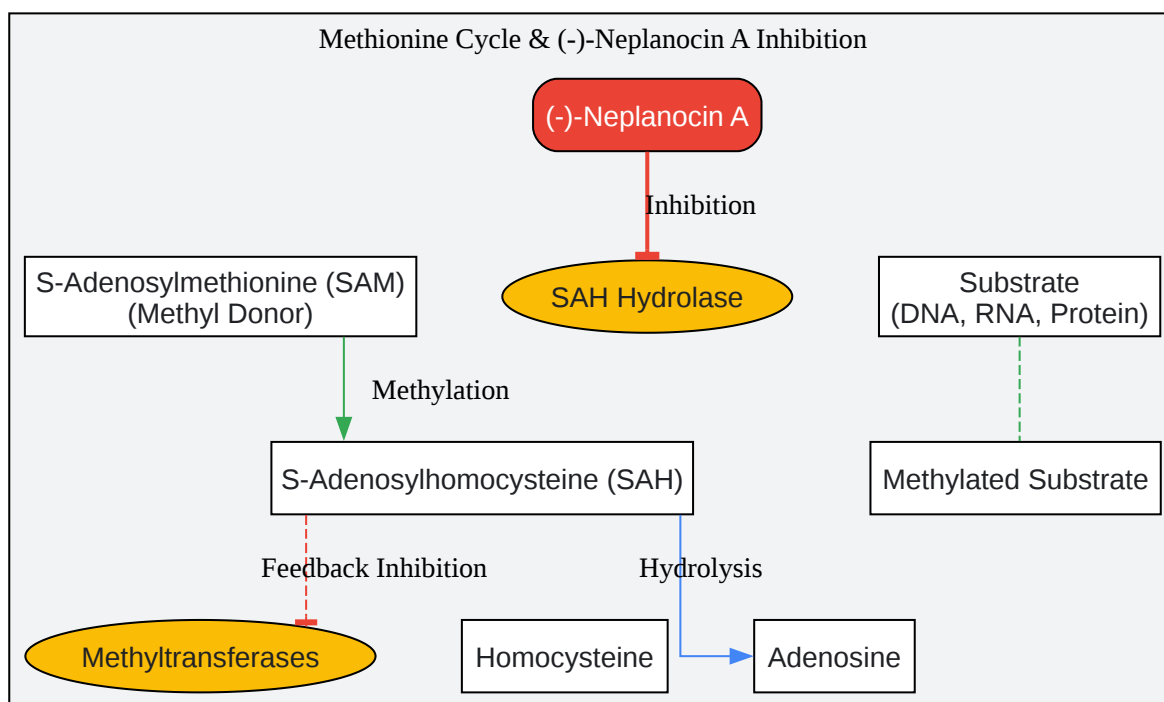 Methionine Cycle & (-)-Neplanocin A Inhibition
(-)-Neplanocin A
Inhibition
S-Adenosylmethionine (SAM)
(Methyl Donor)
SAH Hydrolase
Substrate
(DNA, RNA, Protein)
Methylation
S-Adenosylhomocysteine (SAH)
Methylated Substrate
Feedback Inhibition
Hydrolysis
Methyltransferases
Homocysteine
Adenosine